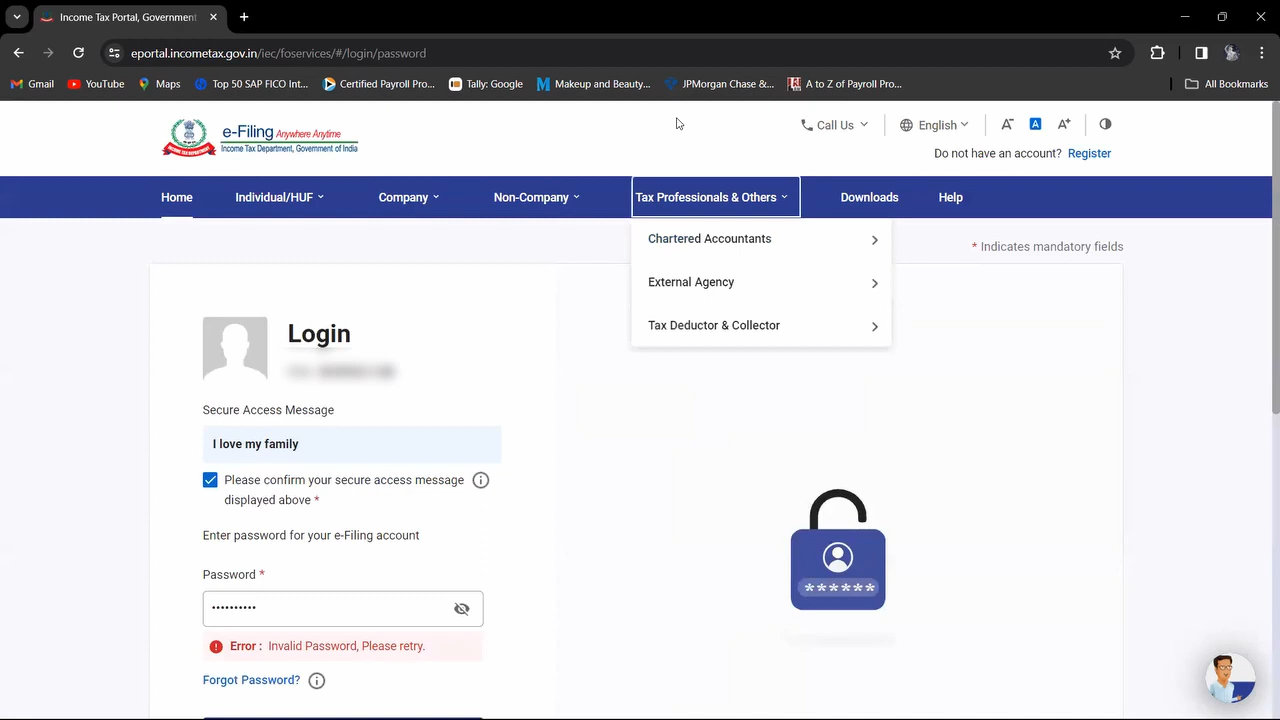 Income Tax Portal, Government
eportal.incometax.gov.in/iec/foservices/#/login/password
Gmail
YouTube
Maps
Top 50 SAP FICO Int...
Certified Payroll Pro...
Tally: Google
Makeup and Beauty...
JPMorgan Chase &...
A to Z of Payroll Pro...
All Bookmarks
e-Filing Anywhere Anytime
Income Tax Department, Government of India
Call Us
English
A-
A
A+
Do not have an account? Register
Home
Individual/HUF
Company
Non-Company
Tax Professionals & Others
Downloads
Help
Chartered Accountants
External Agency
Tax Deductor & Collector
* Indicates mandatory fields
Login
Secure Access Message
I love my family
Please confirm your secure access message
displayed above *
Enter password for your e-Filing account
Password *
••••••••••
Error : Invalid Password, Please retry.
Forgot Password?
******